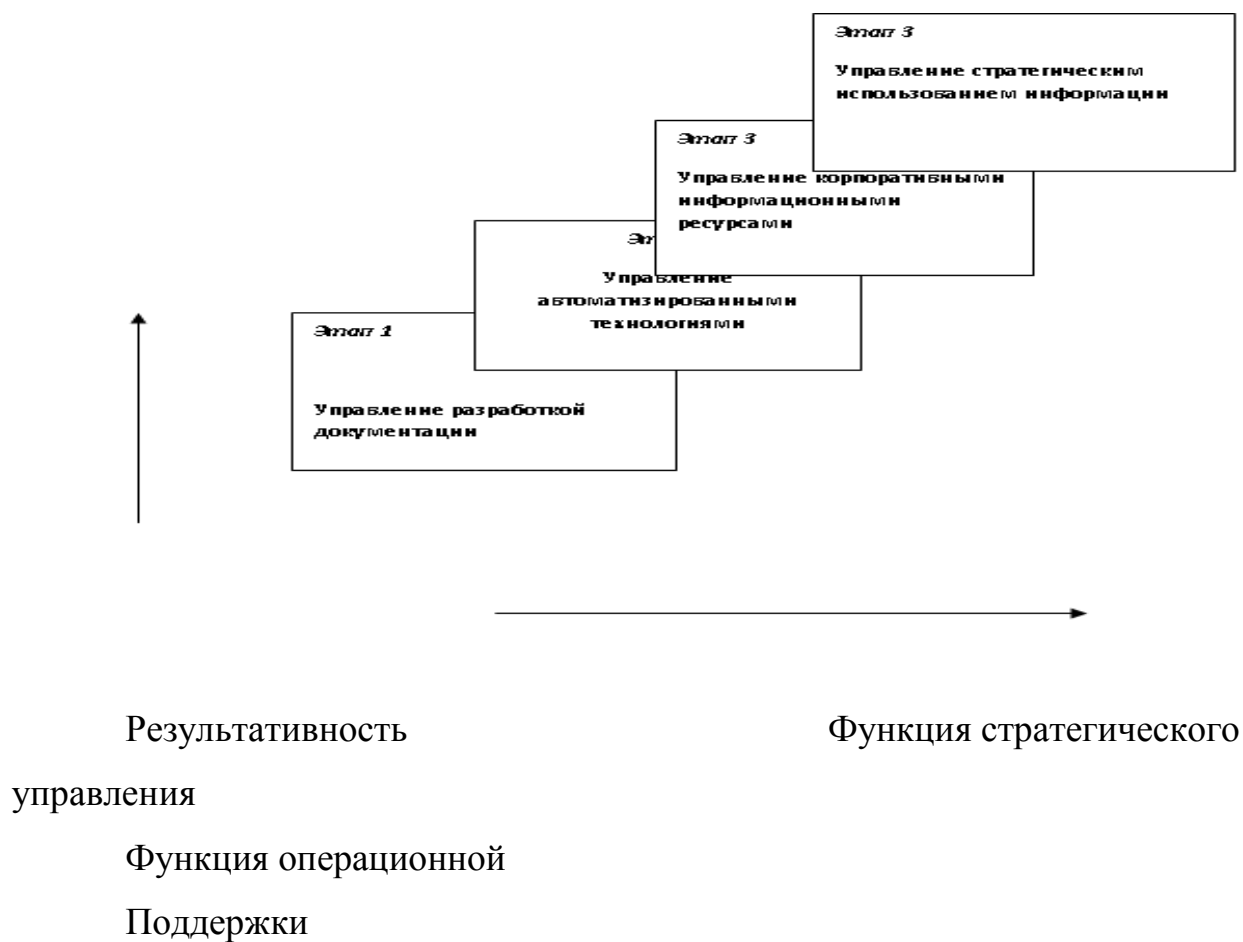 Этап 3
Управление стратегическим
использованием информации
Этап 3
Управление корпоративными
информационными
ресурсами
Управление
автоматизированными
технологиями
Этап 1
Управление разработкой
документации
Результативность Функция стратегического
управления
Функция операционной
Поддержки